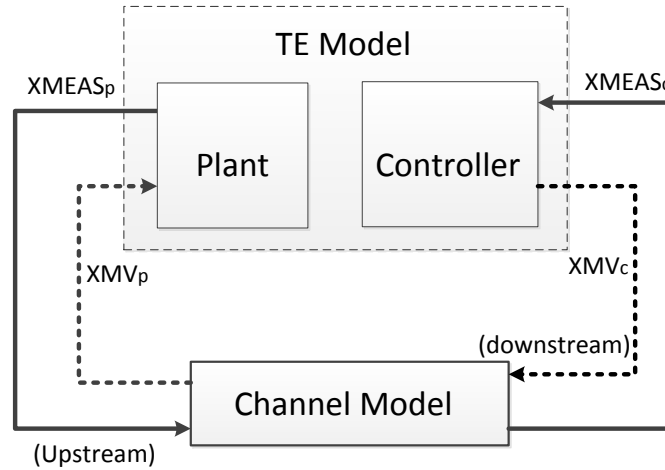 TE Model
XMEASp
XMEASc
Plant
Controller
XMVp
XMVc
(downstream)
Channel Model
(Upstream)